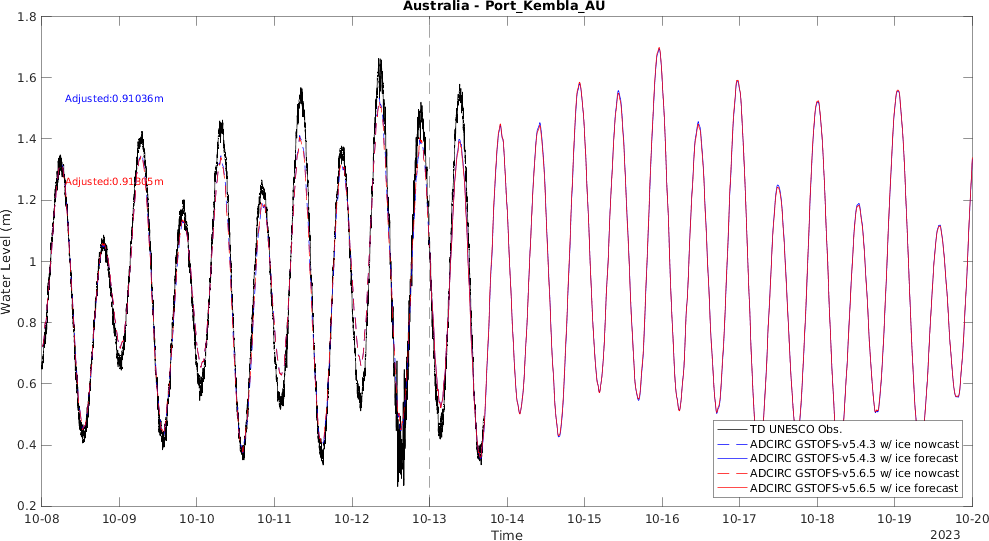 Australia - Port_Kembla_AU
1.8
1.6
1.4
1.2
1
0.8
0.6
0.4
0.2
Water Level (m)
Adjusted:0.91036m
Adjusted:0.91305m
TD UNESCO Obs.
ADCIRC GSTOFS-v5.4.3 w/ ice nowcast
ADCIRC GSTOFS-v5.4.3 w/ ice forecast
ADCIRC GSTOFS-v5.6.5 w/ ice nowcast
ADCIRC GSTOFS-v5.6.5 w/ ice forecast
10-08 10-09 10-10 10-11 10-12 10-13 10-14 10-15 10-16 10-17 10-18 10-19 10-20
Time
2023